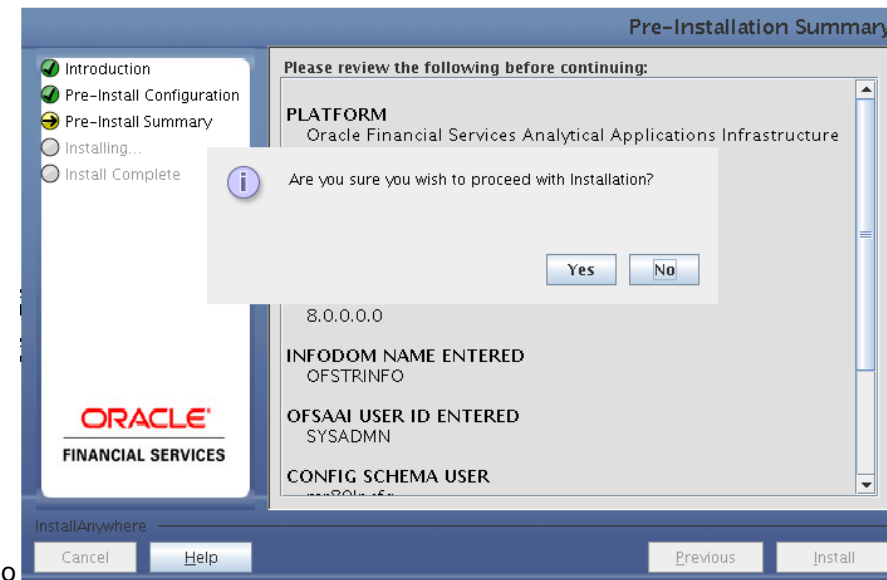 Pre-Installation Summary
Introduction
Pre-Install Configuration
Pre-Install Summary
Installing...
Install Complete
ORACLE
FINANCIAL SERVICES
Please review the following before continuing:
PLATFORM
Oracle Financial Services Analytical Applications Infrastructure
Are you sure you wish to proceed with Installation?
Yes No
8.0.0.0.0
INFODOM NAME ENTERED
OFSTRINFO
OFSAAI USER ID ENTERED
SYSADMN
CONFIG SCHEMA USER
InstallAnywhere
Cancel Help Previous Install
o